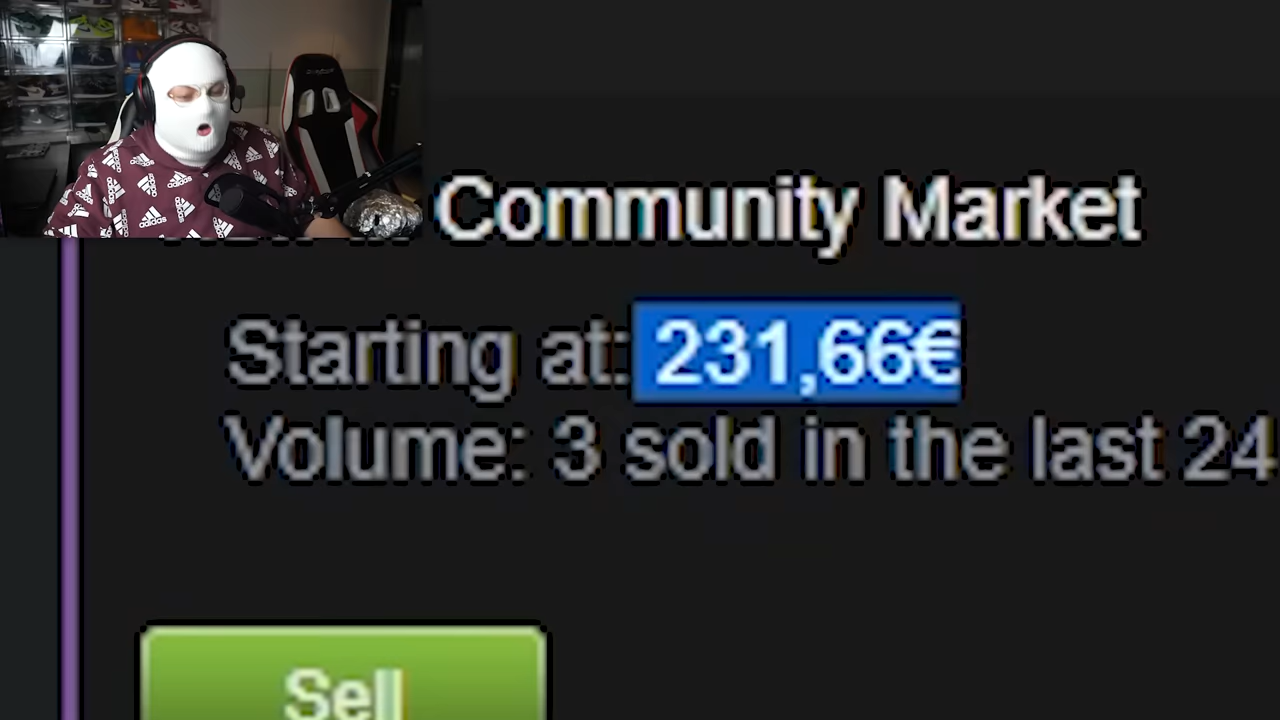 Community Market
Starting at: 231,66€
Volume: 3 sold in the last 24
Sell